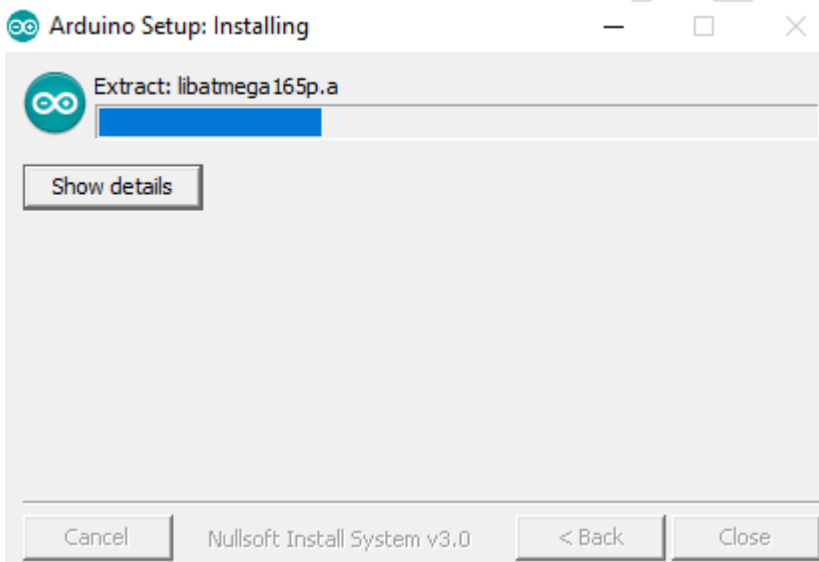 Arduino Setup: Installing
Extract: libatmega165p.a
Show details
Cancel Nullsoft Install System v3.0 < Back Close